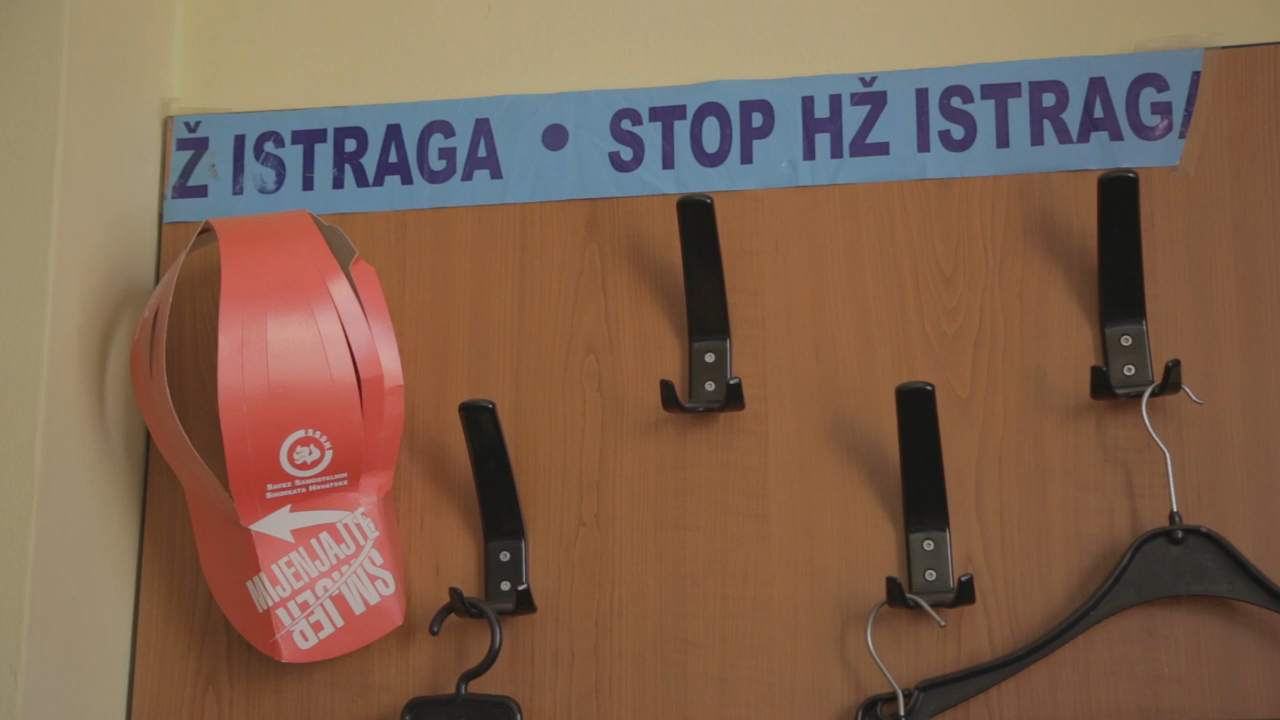 Ž ISTRAGA • STOP HŽ ISTRAGA
SSSH
SAVEZ SAMOSTALNIH
SINDIKATA HRVATSKE
MIJENJAJTE
SMJER